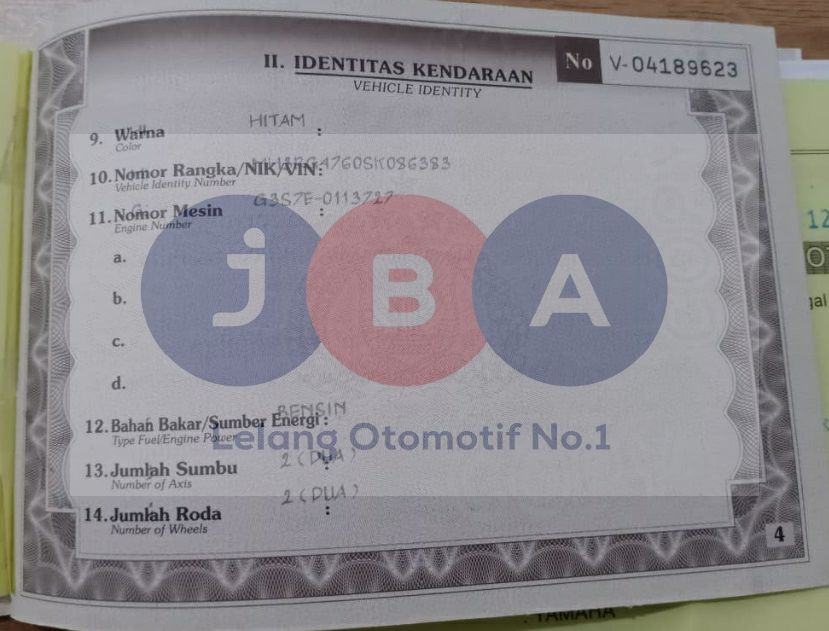 II. IDENTITAS KENDARAAN
VEHICLE IDENTITY
No V-04189623
9. Warna : HITAM
Color
10. Nomor Rangka/NIK/VIN:
Vehicle Identity Number
11. Nomor Mesin : G3S7E-0113727
Engine Number
a.
b.
c.
d.
JBA
12. Bahan Bakar/Sumber Energi : BENSIN
Type Fuel/Engine Power
Lelang Otomotif No.1
13. Jumlah Sumbu : 2 (DUA)
Number of Axis
14. Jumlah Roda : 2 (DUA)
Number of Wheels
4
12
: YAMAHA